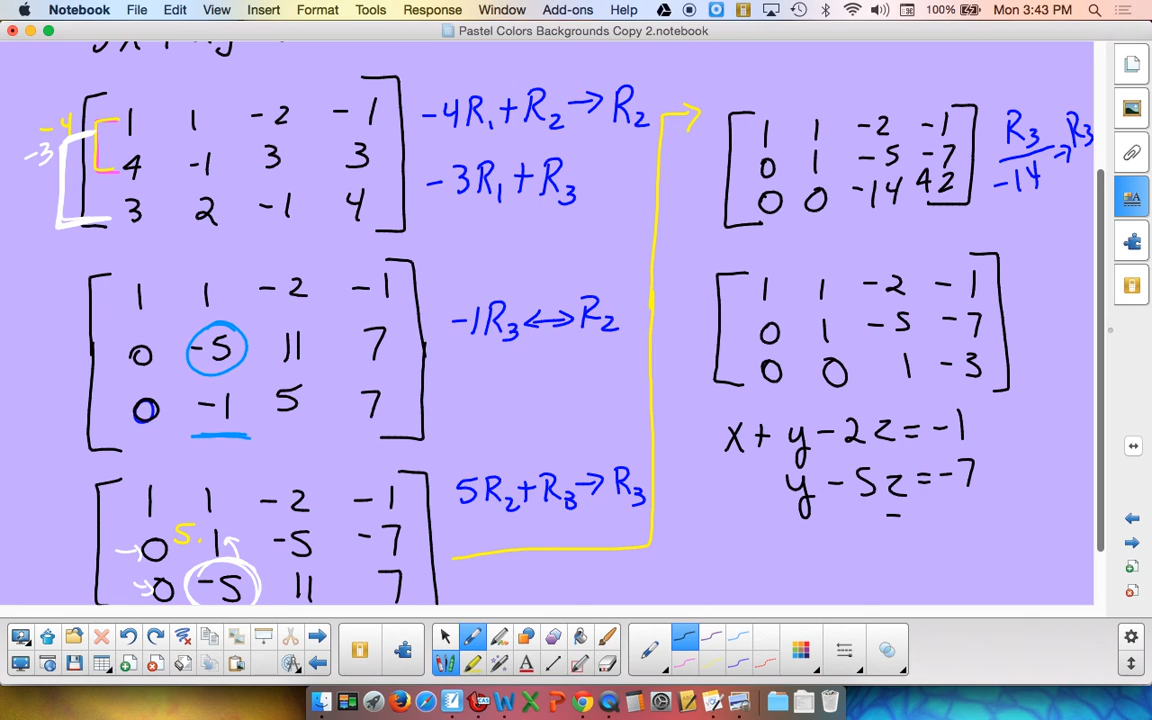 Notebook File Edit View Insert Format Tools Response Window Add-ons Help 100% Mon 3:43 PM
Pastel Colors Backgrounds Copy 2.notebook
-4
-3
1 1 -2 -1
4 -1 3 3
3 2 -1 4
-4R₁+R₂→R₂
-3R₁+R₃
1 1 -2 -1
0 -5 11 7
0 -1 5 7
-1R₃↔R₂
1 1 -2 -1
0 5. 1 -5 -7
0 -5 11 7
5R₂+R₃→R₃
1 1 -2 -1
0 1 -5 -7
0 0 -14 42
R₃/-14→R₃
1 1 -2 -1
0 1 -5 -7
0 0 1 -3
x+y-2z=-1
y-5z=-7